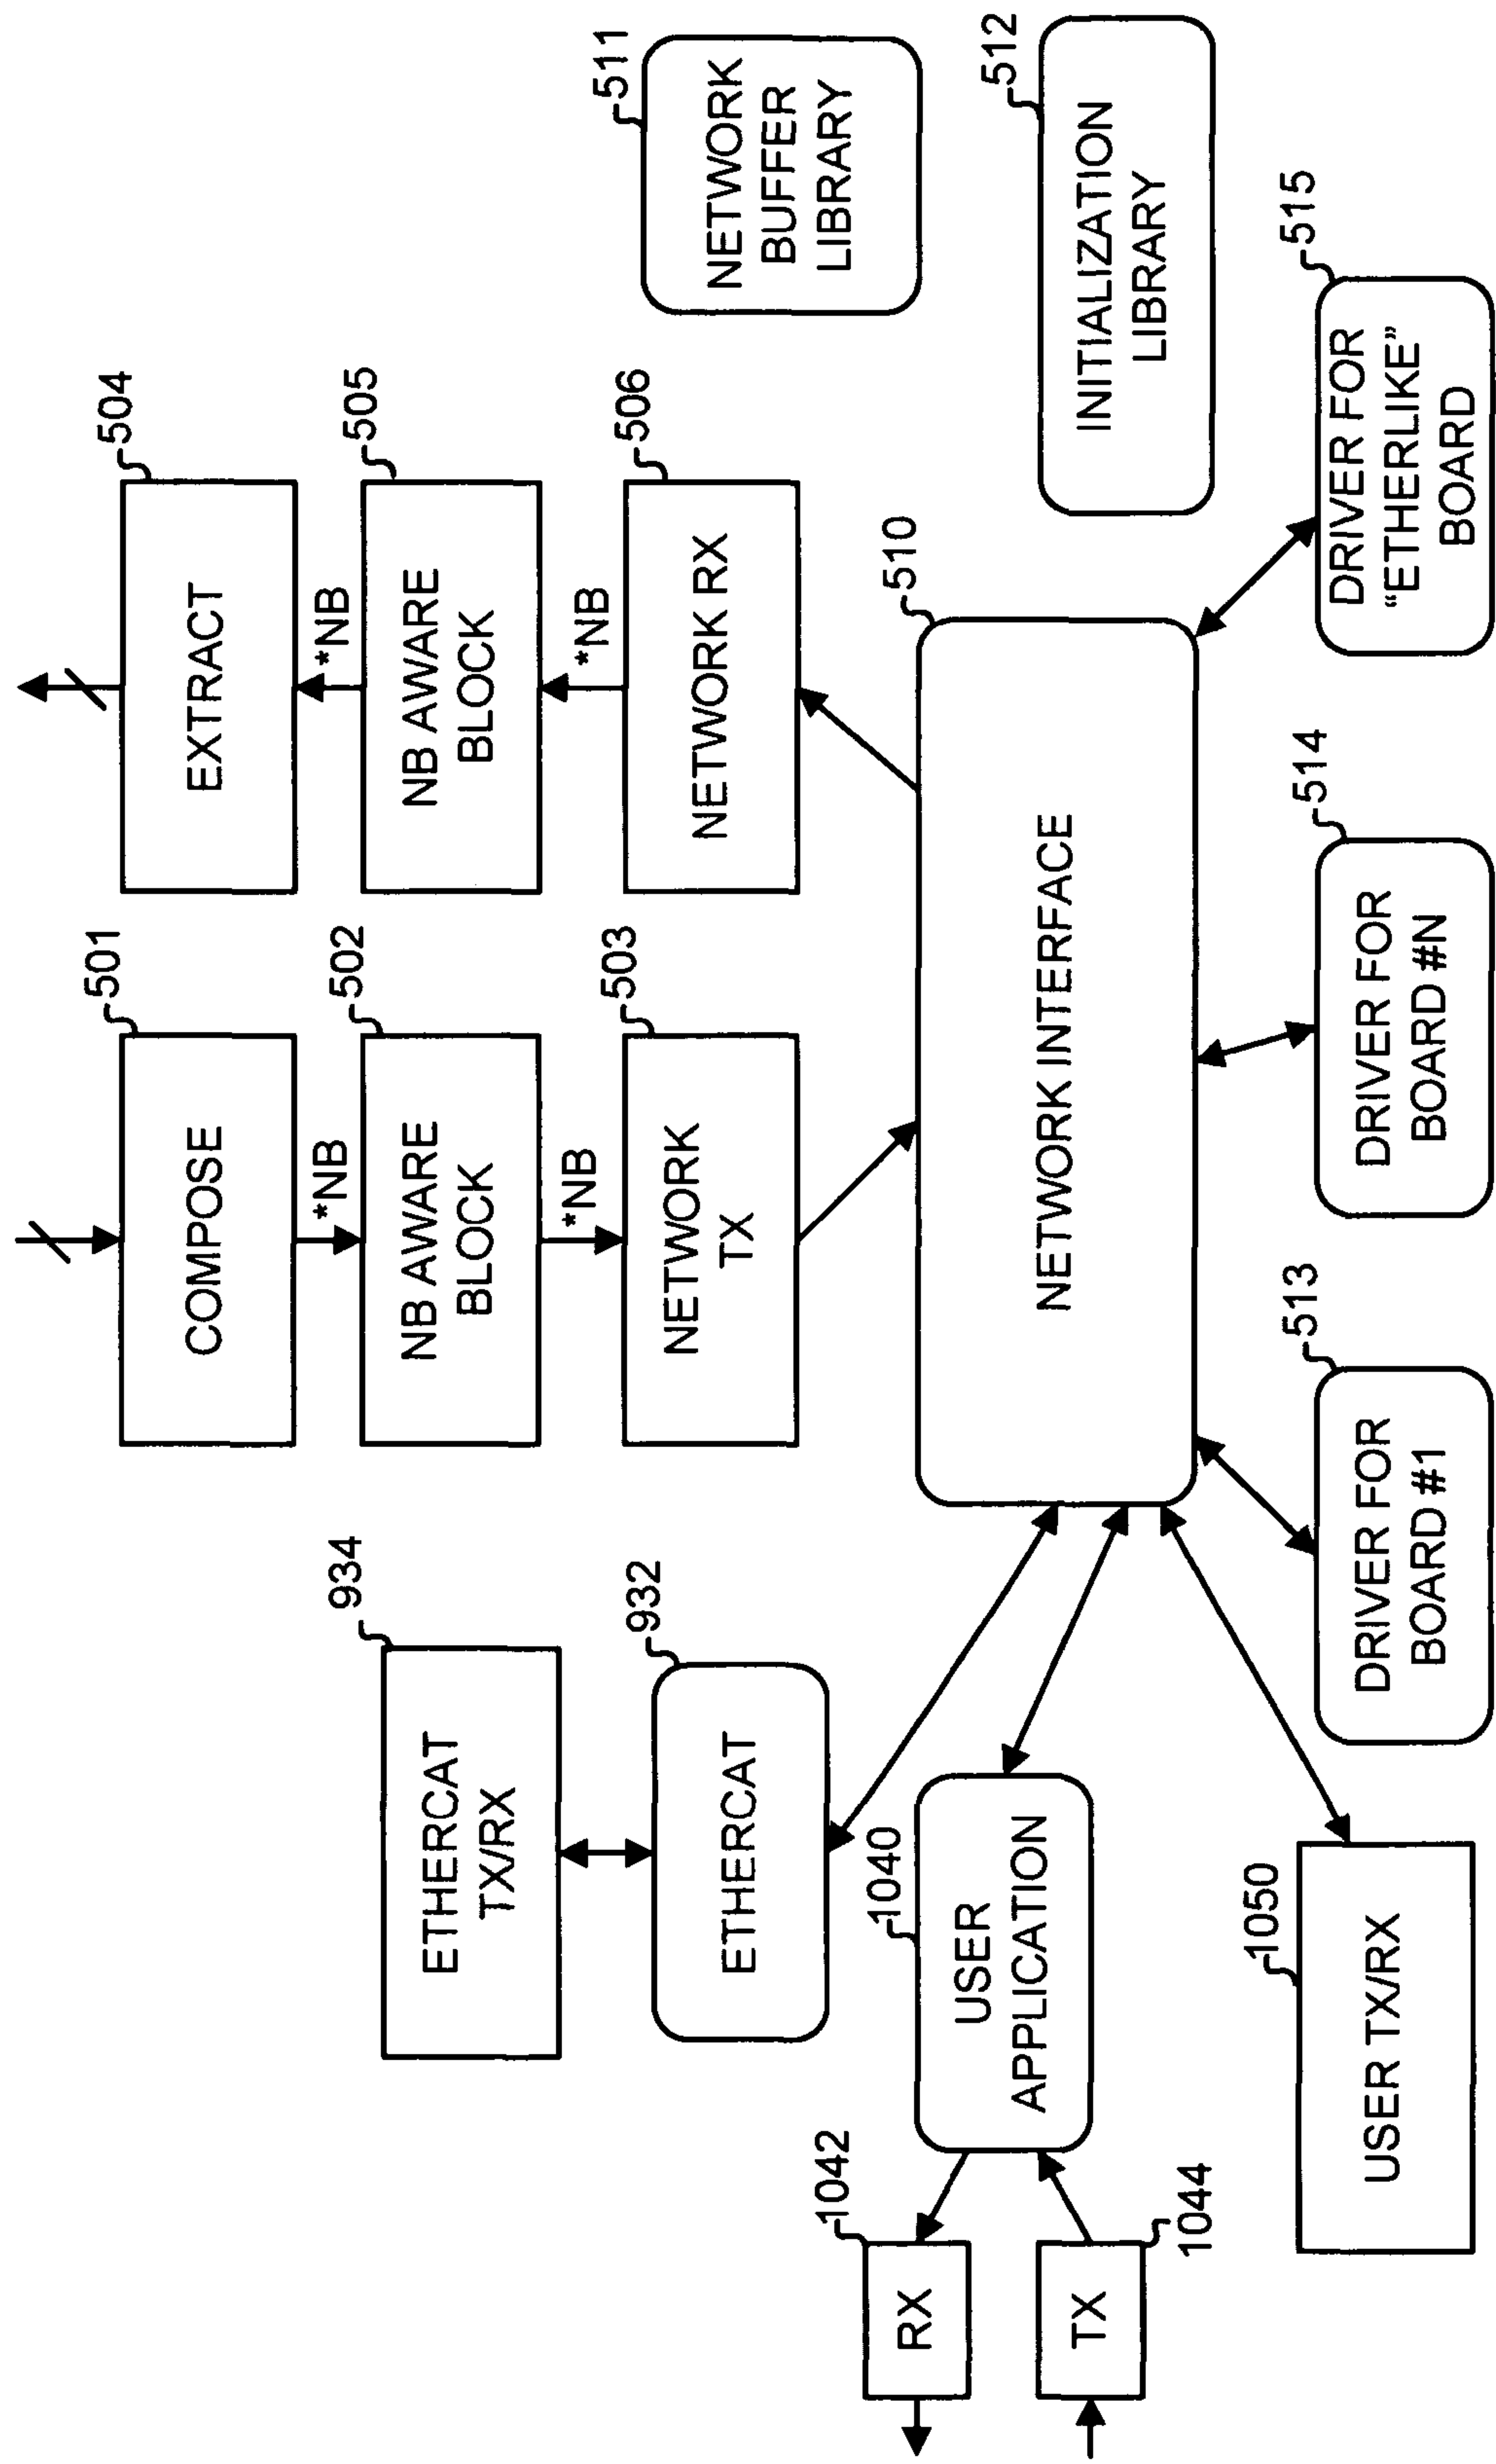 504
EXTRACT
*NB
505
NB AWARE
BLOCK
*NB
506
NETWORK RX
501
COMPOSE
*NB
502
NB AWARE
BLOCK
*NB
503
NETWORK
TX
511
NETWORK
BUFFER
LIBRARY
512
INITIALIZATION
LIBRARY
510
NETWORK INTERFACE
934
ETHERCAT
TX/RX
932
ETHERCAT
1040
USER
APPLICATION
1042
RX
TX
1044
1050
USER TX/RX
513
DRIVER FOR
BOARD #1
514
DRIVER FOR
BOARD #N
515
DRIVER FOR
“ETHERLIKE”
BOARD